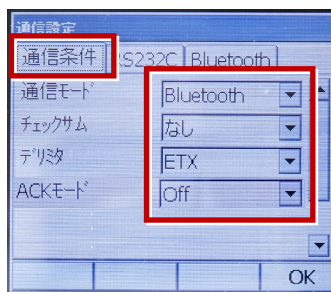 通信設定
通信条件 RS232C Bluetooth
通信モード Bluetooth
チェックサム なし
デリミタ ETX
ACKモード Off
OK